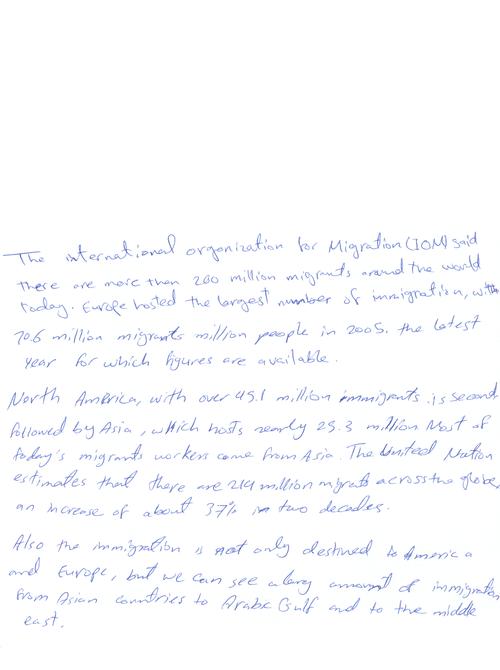 The international organization for Migration (IOM) said
there are more than 200 million migrants around the world
today. Europe hosted the largest number of immigration, with
70.6 million migrants million people in 2005. the latest
year for which figures are available.
North America, with over 45.1 million immigrants. is second
followed by Asia, which hosts nearly 25.3 million Most of
today's migrants workers come from Asia. The United Nation
estimates that there are 214 million migrats across the globe,
an increase of about 37% in two decades.
Also the immigration is not only destined to America
and Europe, but we can see a larg amount of immigration
from Asian countries to Arabic Gulf and to the middle
east.